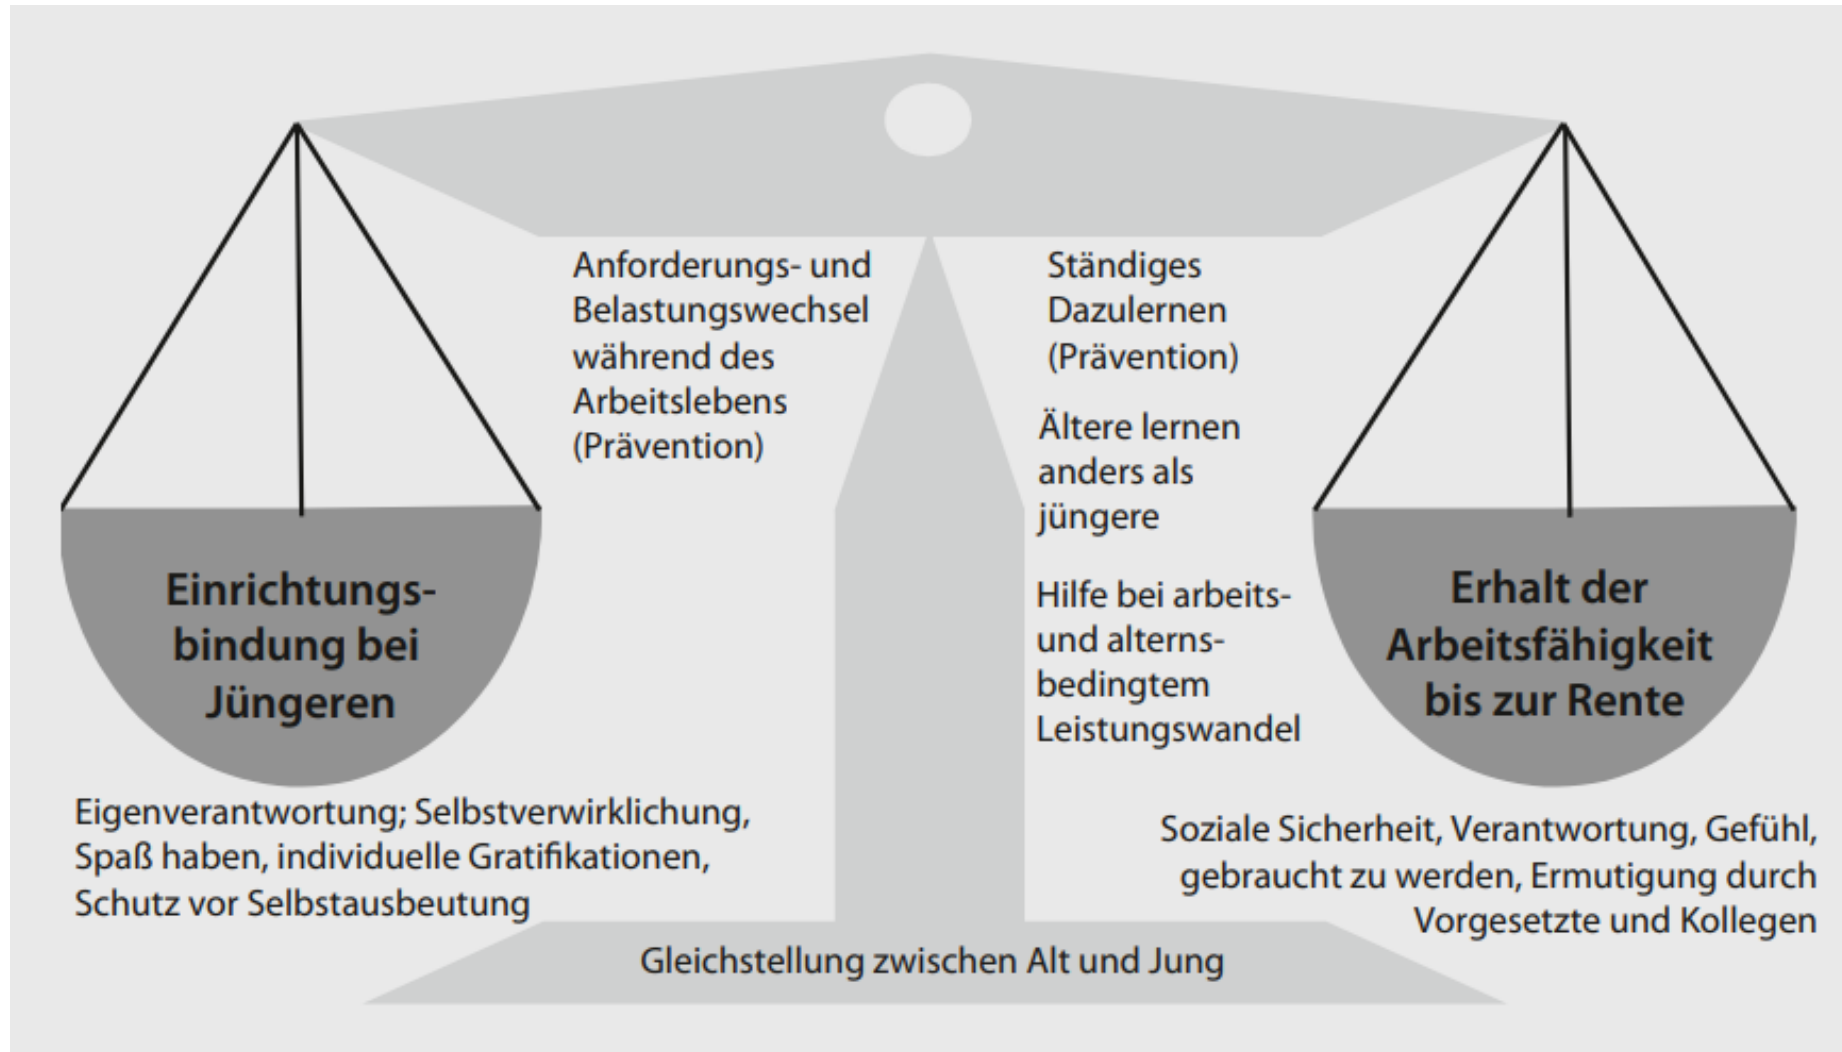 Anforderungs- und
Belastungswechsel
während des
Arbeitslebens
(Prävention)
Ständiges
Dazulernen
(Prävention)
Ältere lernen
anders als
jüngere
Hilfe bei arbeits-
und alterns-
bedingtem
Leistungswandel
Einrichtungs-
bindung bei
Jüngeren
Erhalt der
Arbeitsfähigkeit
bis zur Rente
Eigenverantwortung; Selbstverwirklichung,
Spaß haben, individuelle Gratifikationen,
Schutz vor Selbstausbeutung
Soziale Sicherheit, Verantwortung, Gefühl,
gebraucht zu werden, Ermutigung durch
Vorgesetzte und Kollegen
Gleichstellung zwischen Alt und Jung